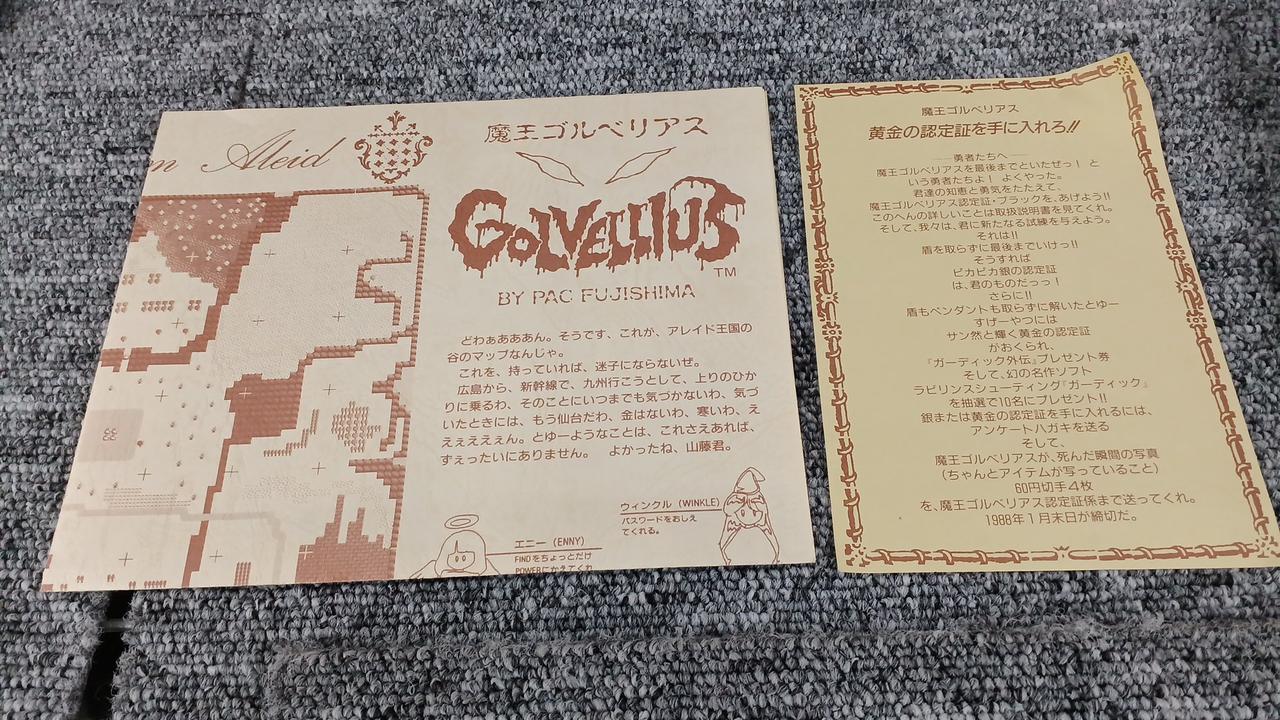 n Aleid
魔王ゴルベリアス
GOLVELLIUS
TM
BY PAC FUJISHIMA
どわぁあああん。そうです、これが、アレイド王国の
谷のマップなんじゃ。
これを、持っていれば、迷子にならないぜ。
広島から、新幹線で、九州行こうとして、上りのひか
りに乗るわ、そのことにいつまでも気づかないわ、気づ
いたときには、もう仙台だわ、金はないわ、寒いわ、え
えぇえええん。とゆーようなことは、これさえあれば、
ずぇったいにありません。 よかったね、山藤君。
ウィンクル (WINKLE)
パスワードをおしえ
てくれる。
エニー (ENNY)
FINDをちょっとだけ
POWERにかえてくれ
魔王ゴルベリアス
黄金の認定証を手に入れろ!!
――勇者たちへ――
魔王ゴルベリアスを最後までといたぜっ! と
いう勇者たちよ! よくやった。
君達の知恵と勇気をたたえて、
魔王ゴルベリアス認定証・ブラックを、あげよう!!
このへんの詳しいことは取扱説明書を見てくれ。
そして、我々は、君に新たなる試練を与えよう。
それは!!
盾を取らずに最後までいけっ!!
そうすれば
ピカピカ銀の認定証
は、君のものだっっ!
さらに!!
盾もペンダントも取らずに解いたとゆー
すげーやつには
サン然と輝く黄金の認定証
がおくられ、
『ガーディック外伝』プレゼント券
そして、幻の名作ソフト
ラビリンスシューティング『ガーディック』
を抽選で10名にプレゼント!!
銀または黄金の認定証を手に入れるには、
アンケートハガキを送る
そして、
魔王ゴルベリアスが、死んだ瞬間の写真
(ちゃんとアイテムが写っていること)
60円切手4枚
を、魔王ゴルベリアス認定証係まで送ってくれ。
1988年1月末日が締切だ。